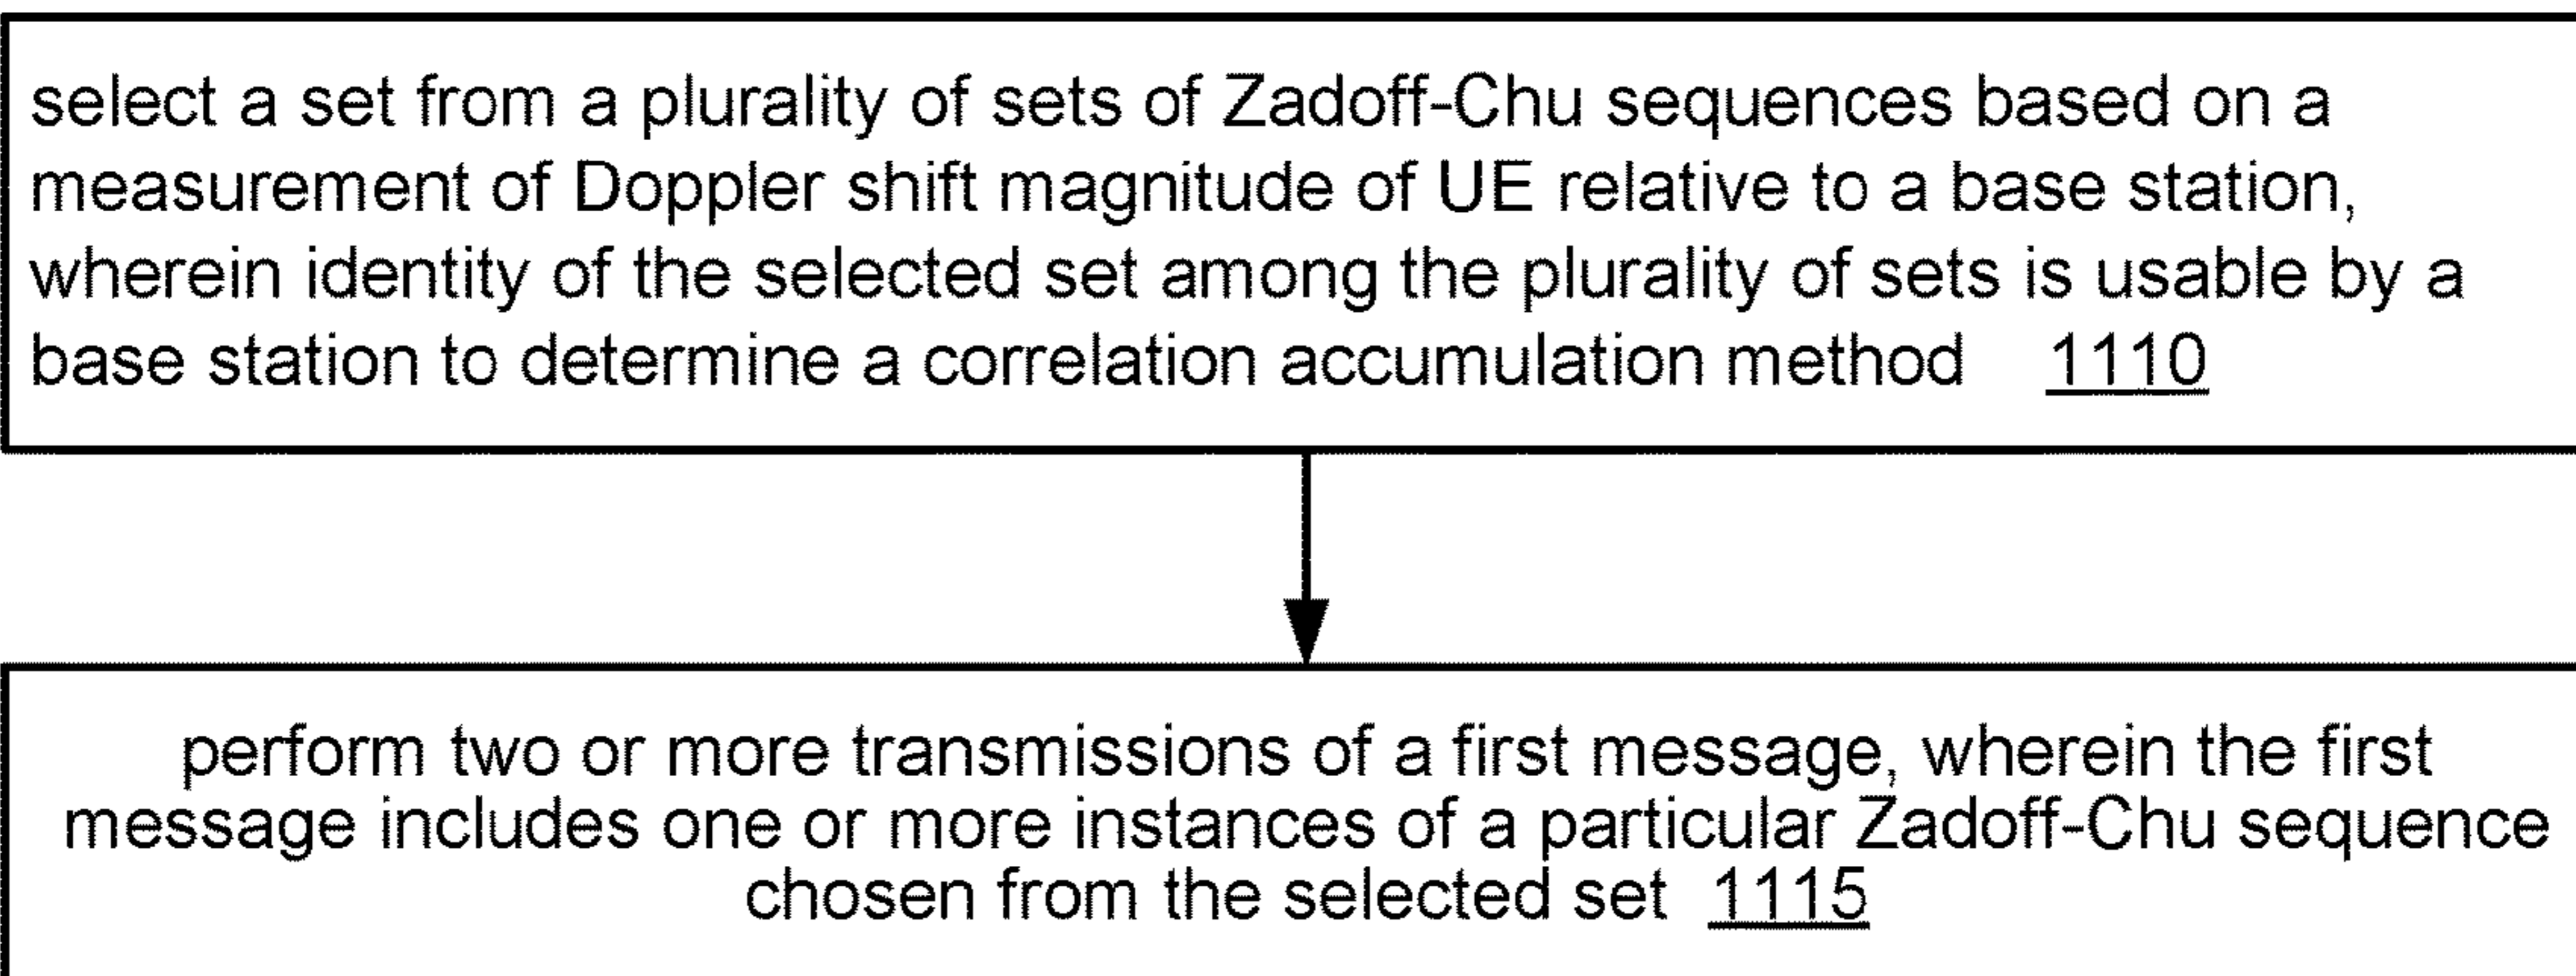 select a set from a plurality of sets of Zadoff-Chu sequences based on a
measurement of Doppler shift magnitude of UE relative to a base station,
wherein identity of the selected set among the plurality of sets is usable by a
base station to determine a correlation accumulation method 1110
perform two or more transmissions of a first message, wherein the first
message includes one or more instances of a particular Zadoff-Chu sequence
chosen from the selected set 1115